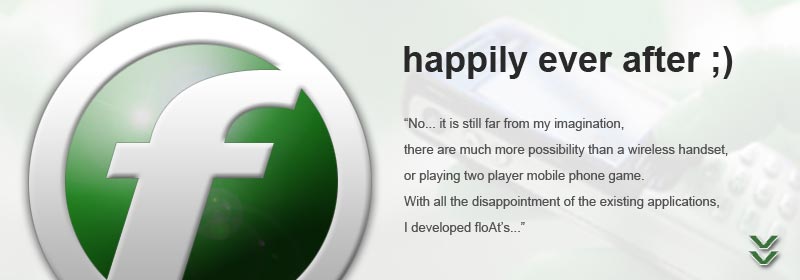 f
happily ever after ;)
“No... it is still far from my imagination,
there are much more possibility than a wireless handset,
or playing two player mobile phone game.
With all the disappointment of the existing applications,
I developed floAt’s...”